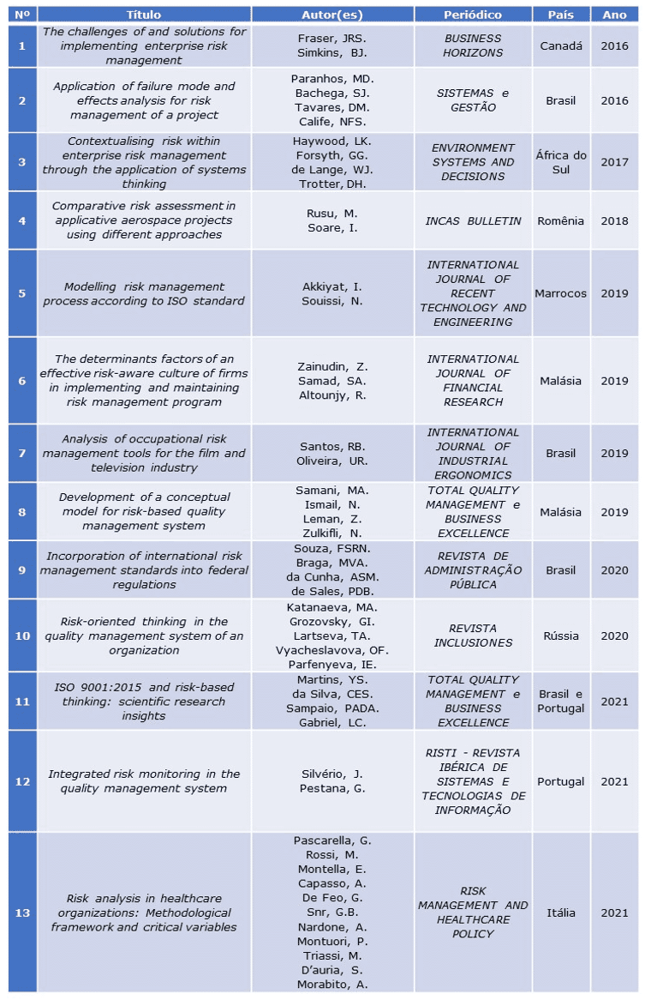 Nº Título Autor(es) Periódico País Ano
1
The challenges of and solutions for
implementing enterprise risk
management
Fraser, JRS.
Simkins, BJ.
BUSINESS
HORIZONS
Canadá
2016
2
Application of failure mode and
effects analysis for risk
management of a project
Paranhos, MD.
Bachega, SJ.
Tavares, DM.
Calife, NFS.
SISTEMAS e
GESTÃO
Brasil
2016
3
Contextualising risk within
enterprise risk management
through the application of systems
thinking
Haywood, LK.
Forsyth, GG.
de Lange, WJ.
Trotter, DH.
ENVIRONMENT
SYSTEMS AND
DECISIONS
África do
Sul
2017
4
Comparative risk assessment in
applicative aerospace projects
using different approaches
Rusu, M.
Soare, I.
INCAS BULLETIN
Romênia
2018
5
Modelling risk management
process according to ISO standard
Akkiyat, I.
Souissi, N.
INTERNATIONAL
JOURNAL OF
RECENT
TECHNOLOGY AND
ENGINEERING
Marrocos
2019
6
The determinants factors of an
effective risk-aware culture of firms
in implementing and maintaining
risk management program
Zainudin, Z.
Samad, SA.
Altounjy, R.
INTERNATIONAL
JOURNAL OF
FINANCIAL
RESEARCH
Malásia
2019
7
Analysis of occupational risk
management tools for the film and
television industry
Santos, RB.
Oliveira, UR.
INTERNATIONAL
JOURNAL OF
INDUSTRIAL
ERGONOMICS
Brasil
2019
8
Development of a conceptual
model for risk-based quality
management system
Samani, MA.
Ismail, N.
Leman, Z.
Zulkifli, N.
TOTAL QUALITY
MANAGEMENT e
BUSINESS
EXCELLENCE
Malásia
2019
9
Incorporation of international risk
management standards into federal
regulations
Souza, FSRN.
Braga, MVA.
da Cunha, ASM.
de Sales, PDB.
REVISTA DE
ADMINISTRAÇÃO
PÚBLICA
Brasil
2020
10
Risk-oriented thinking in the
quality management system of an
organization
Katanaeva, MA.
Grozovsky, GI.
Lartseva, TA.
Vyacheslavova, OF.
Parfenyeva, IE.
REVISTA
INCLUSIONES
Rússia
2020
11
ISO 9001:2015 and risk-based
thinking: scientific research
insights
Martins, YS.
da Silva, CES.
Sampaio, PADA.
Gabriel, LC.
TOTAL QUALITY
MANAGEMENT e
BUSINESS
EXCELLENCE
Brasil e
Portugal
2021
12
Integrated risk monitoring in the
quality management system
Silvério, J.
Pestana, G.
RISTI - REVISTA
IBÉRICA DE
SISTEMAS E
TECNOLOGIAS DE
INFORMAÇÃO
Portugal
2021
13
Risk analysis in healthcare
organizations: Methodological
framework and critical variables
Pascarella, G.
Rossi, M.
Montella, E.
Capasso, A.
De Feo, G.
Snr, G.B.
Nardone, A.
Montuori, P.
Triassi, M.
D’auria, S.
Morabito, A.
RISK
MANAGEMENT AND
HEALTHCARE
POLICY
Itália
2021